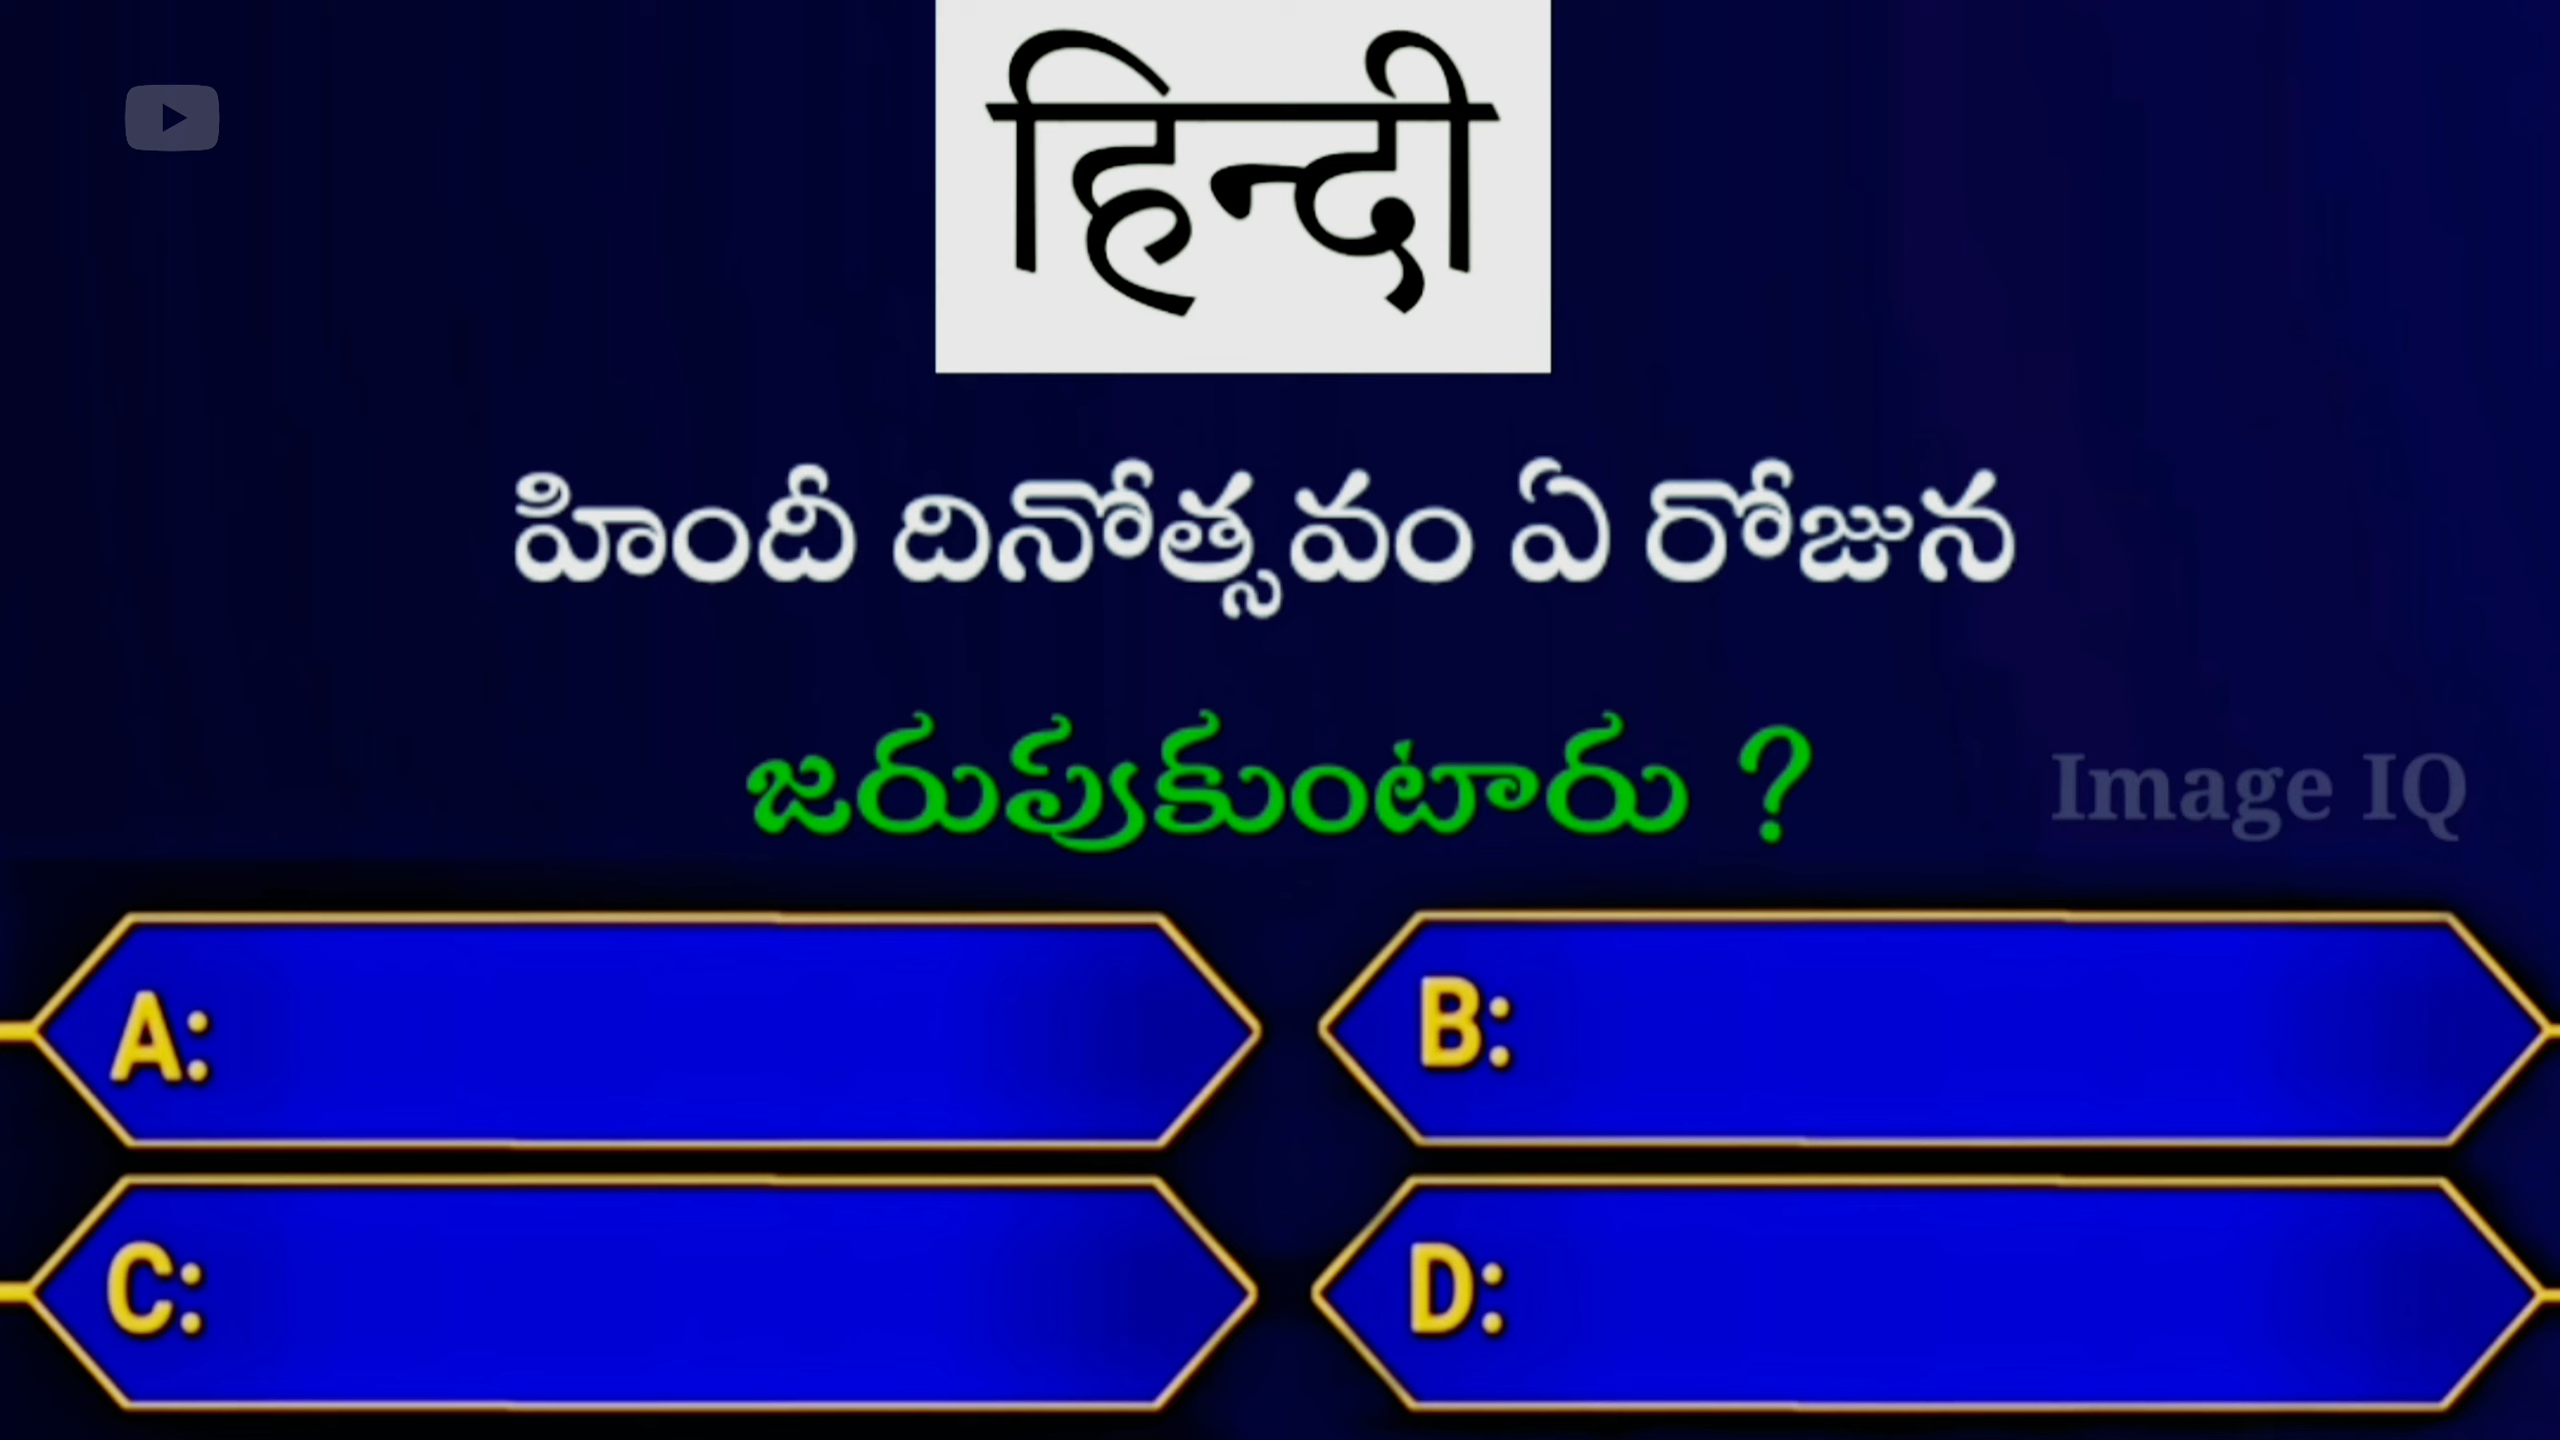 हिन्दी
హిందీ దినోత్సవం ఏ రోజున
జరుపుకుంటారు ?
Image IQ
A:
B:
C:
D: